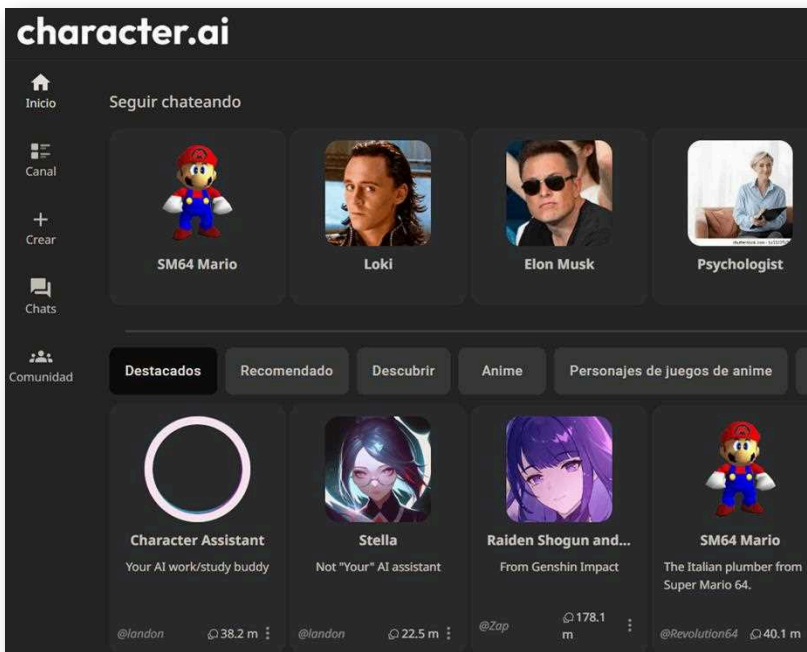 character.ai
Inicio
Canal
Crear
Chats
Comunidad
Seguir chateando
SM64 Mario
Loki
Elon Musk
Psychologist
Destacados
Recomendado
Descubrir
Anime
Personajes de juegos de anime
Character Assistant
Your AI work/study buddy
@landon
38.2 m
Stella
Not "Your" AI assistant
@landon
22.5 m
Raiden Shogun and...
From Genshin Impact
@Zap
178.1
m
SM64 Mario
The Italian plumber from
Super Mario 64.
@Revolution64
40.1 m